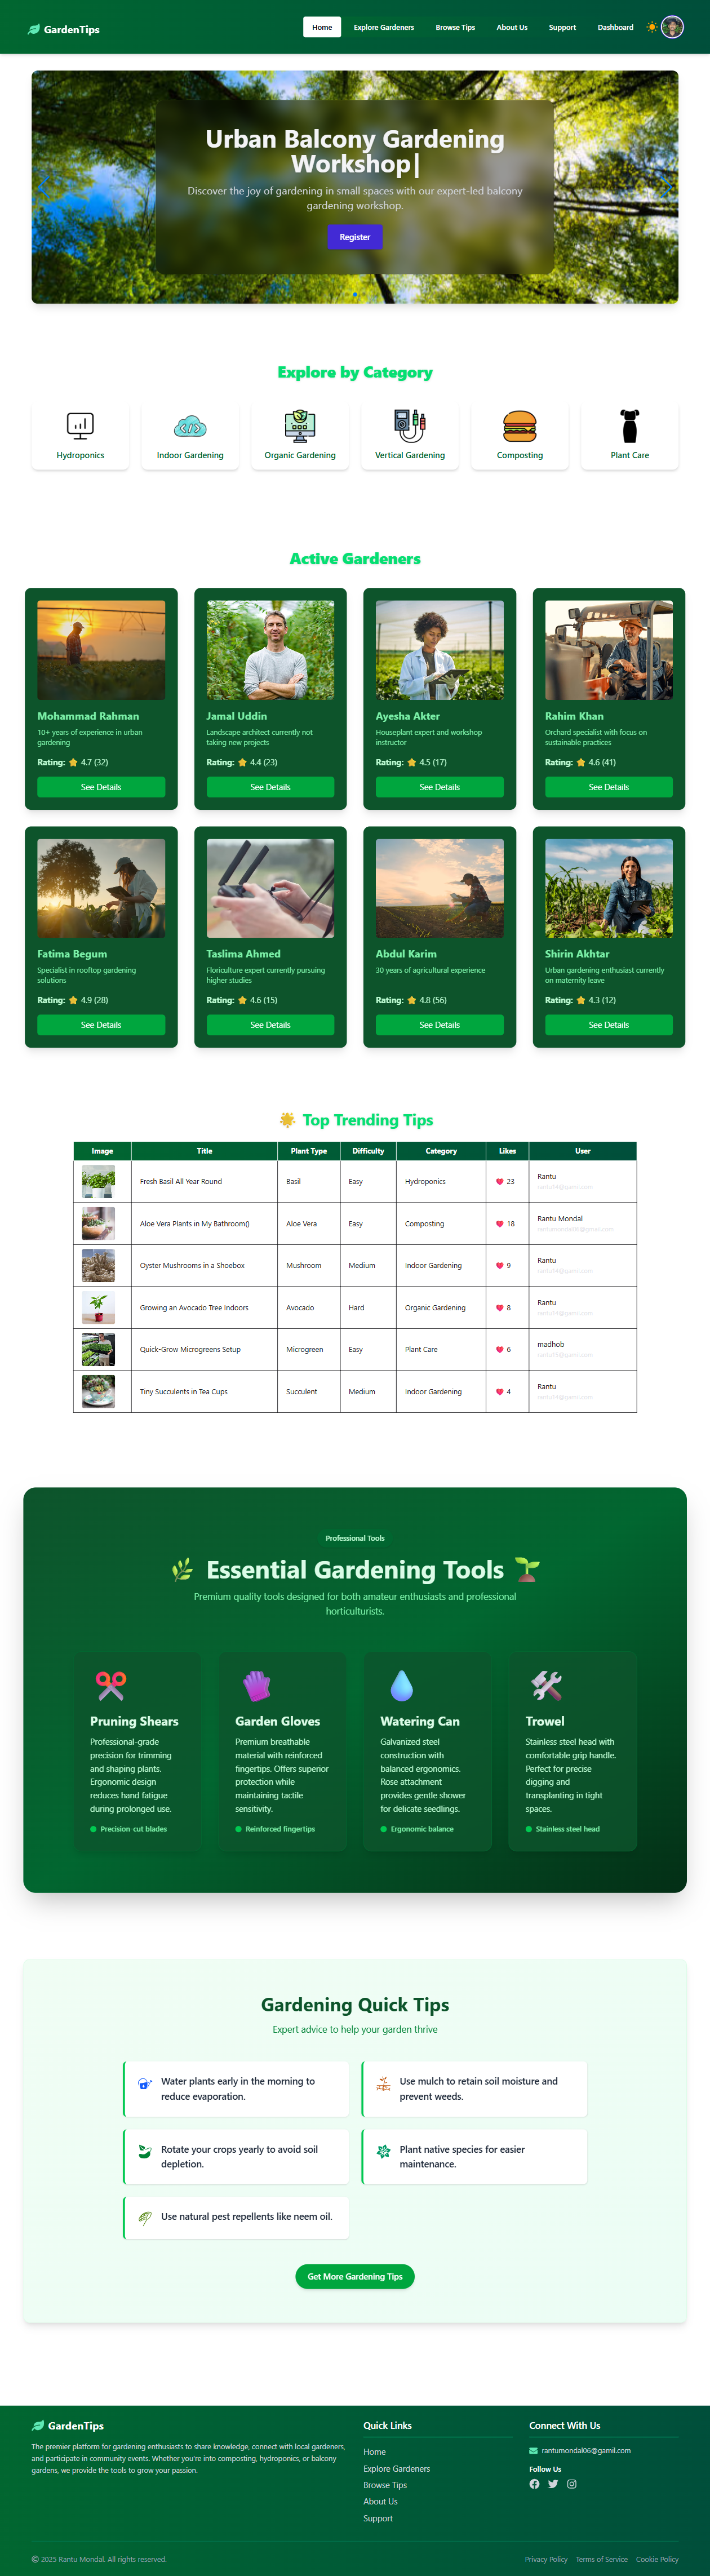 GardenTips
Home
Explore Gardeners
Browse Tips
About Us
Support
Dashboard
Urban Balcony Gardening
Workshop|
Discover the joy of gardening in small spaces with our expert-led balcony
gardening workshop.
Register
Explore by Category
Hydroponics
Indoor Gardening
Organic Gardening
Vertical Gardening
Composting
Plant Care
Active Gardeners
Mohammad Rahman
10+ years of experience in urban
gardening
Rating: 4.7 (32)
See Details
Jamal Uddin
Landscape architect currently not
taking new projects
Rating: 4.4 (23)
See Details
Ayesha Akter
Houseplant expert and workshop
instructor
Rating: 4.5 (17)
See Details
Rahim Khan
Orchard specialist with focus on
sustainable practices
Rating: 4.6 (41)
See Details
Fatima Begum
Specialist in rooftop gardening
solutions
Rating: 4.9 (28)
See Details
Taslima Ahmed
Floriculture expert currently pursuing
higher studies
Rating: 4.6 (15)
See Details
Abdul Karim
30 years of agricultural experience
Rating: 4.8 (56)
See Details
Shirin Akhtar
Urban gardening enthusiast currently
on maternity leave
Rating: 4.3 (12)
See Details
Top Trending Tips
Image Title Plant Type Difficulty Category Likes User
Fresh Basil All Year Round Basil Easy Hydroponics 23 Rantu
Aloe Vera Plants in My Bathroom() Aloe Vera Easy Composting 18 Rantu Mondal
Oyster Mushrooms in a Shoebox Mushroom Medium Indoor Gardening 9 Rantu
Growing an Avocado Tree Indoors Avocado Hard Organic Gardening 8 Rantu
Quick-Grow Microgreens Setup Microgreen Easy Plant Care 6 madhob
Tiny Succulents in Tea Cups Succulent Medium Indoor Gardening 4 Rantu
Professional Tools
Essential Gardening Tools
Premium quality tools designed for both amateur enthusiasts and professional
horticulturists.
Pruning Shears
Professional-grade
precision for trimming
and shaping plants.
Ergonomic design
reduces hand fatigue
during prolonged use.
Precision-cut blades
Garden Gloves
Premium breathable
material with reinforced
fingertips. Offers superior
protection while
maintaining tactile
sensitivity.
Reinforced fingertips
Watering Can
Galvanized steel
construction with
balanced ergonomics.
Rose attachment
provides gentle shower
for delicate seedlings.
Ergonomic balance
Trowel
Stainless steel head with
comfortable grip handle.
Perfect for precise
digging and
transplanting in tight
spaces.
Stainless steel head
Gardening Quick Tips
Expert advice to help your garden thrive
Water plants early in the morning to
reduce evaporation.
Use mulch to retain soil moisture and
prevent weeds.
Rotate your crops yearly to avoid soil
depletion.
Plant native species for easier
maintenance.
Use natural pest repellents like neem oil.
Get More Gardening Tips
GardenTips
The premier platform for gardening enthusiasts to share knowledge, connect with local gardeners,
and participate in community events. Whether you're into composting, hydroponics, or balcony
gardens, we provide the tools to grow your passion.
Quick Links
Home
Explore Gardeners
Browse Tips
About Us
Support
Connect With Us
rantumondal06@gamil.com
Follow Us
© 2025 Rantu Mondal. All rights reserved.
Privacy Policy
Terms of Service
Cookie Policy